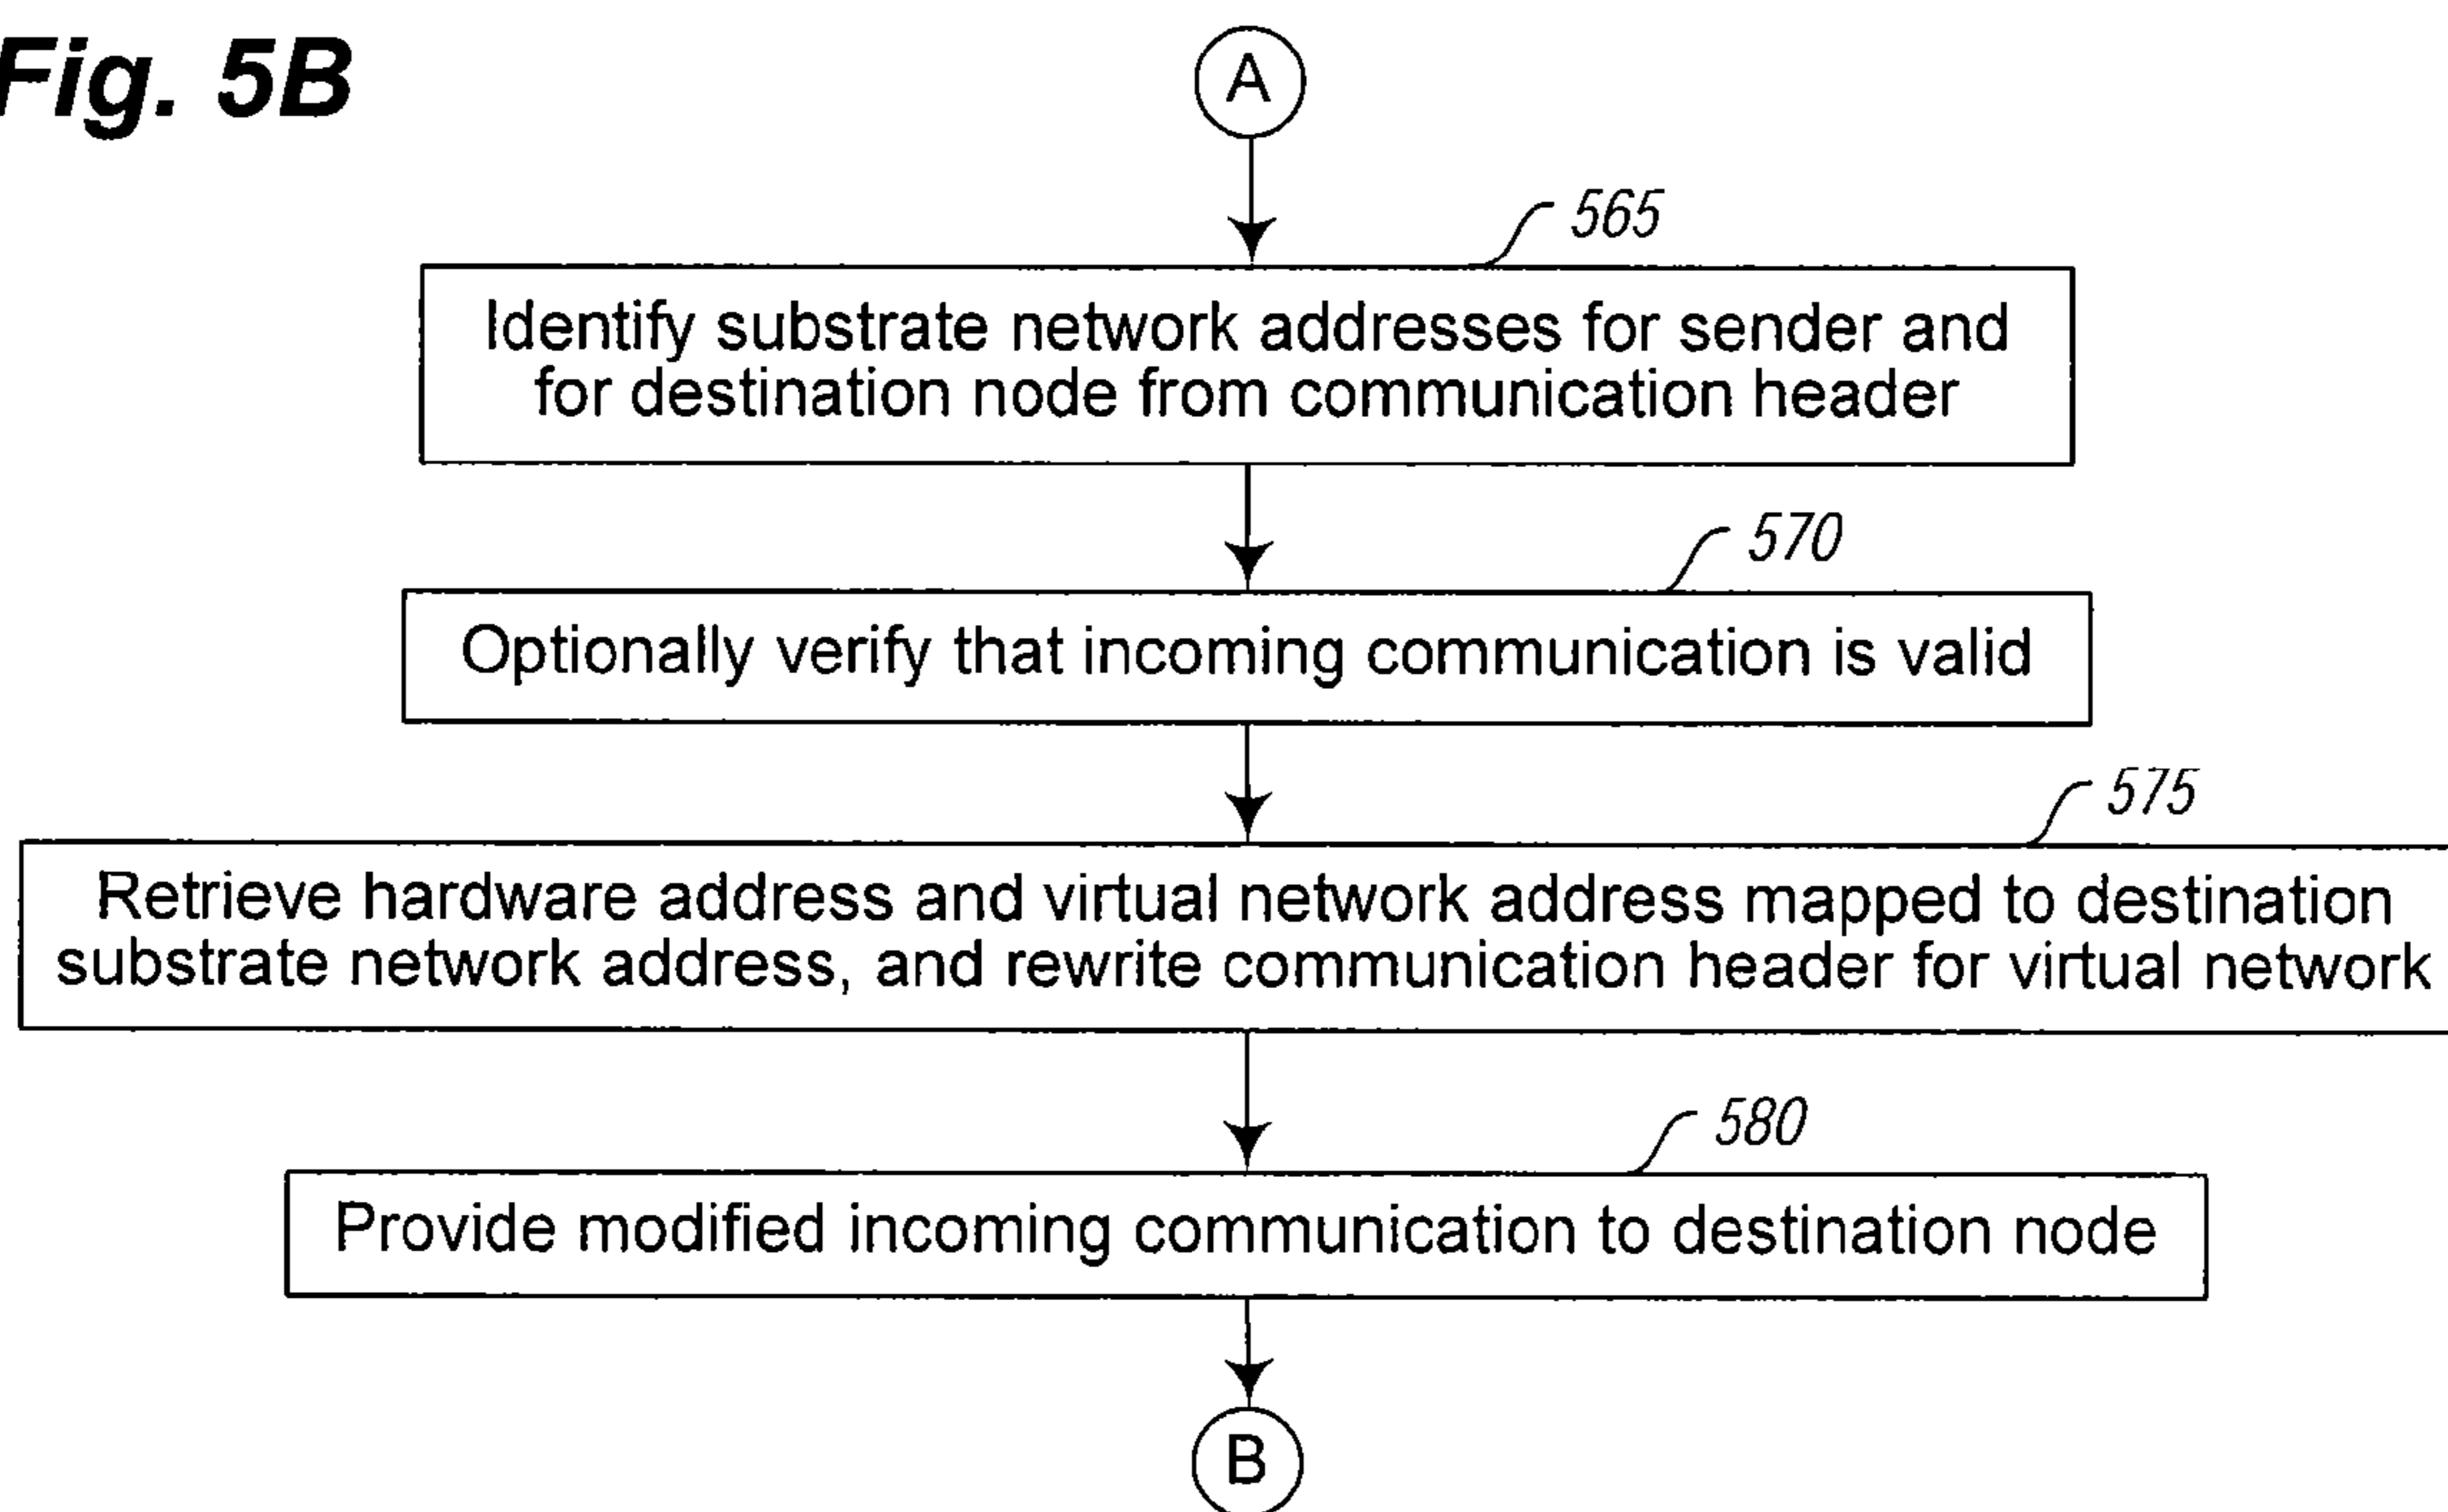 Fig. 5B
A
565
Identify substrate network addresses for sender and
for destination node from communication header
570
Optionally verify that incoming communication is valid
575
Retrieve hardware address and virtual network address mapped to destination
substrate network address, and rewrite communication header for virtual network
580
Provide modified incoming communication to destination node
B